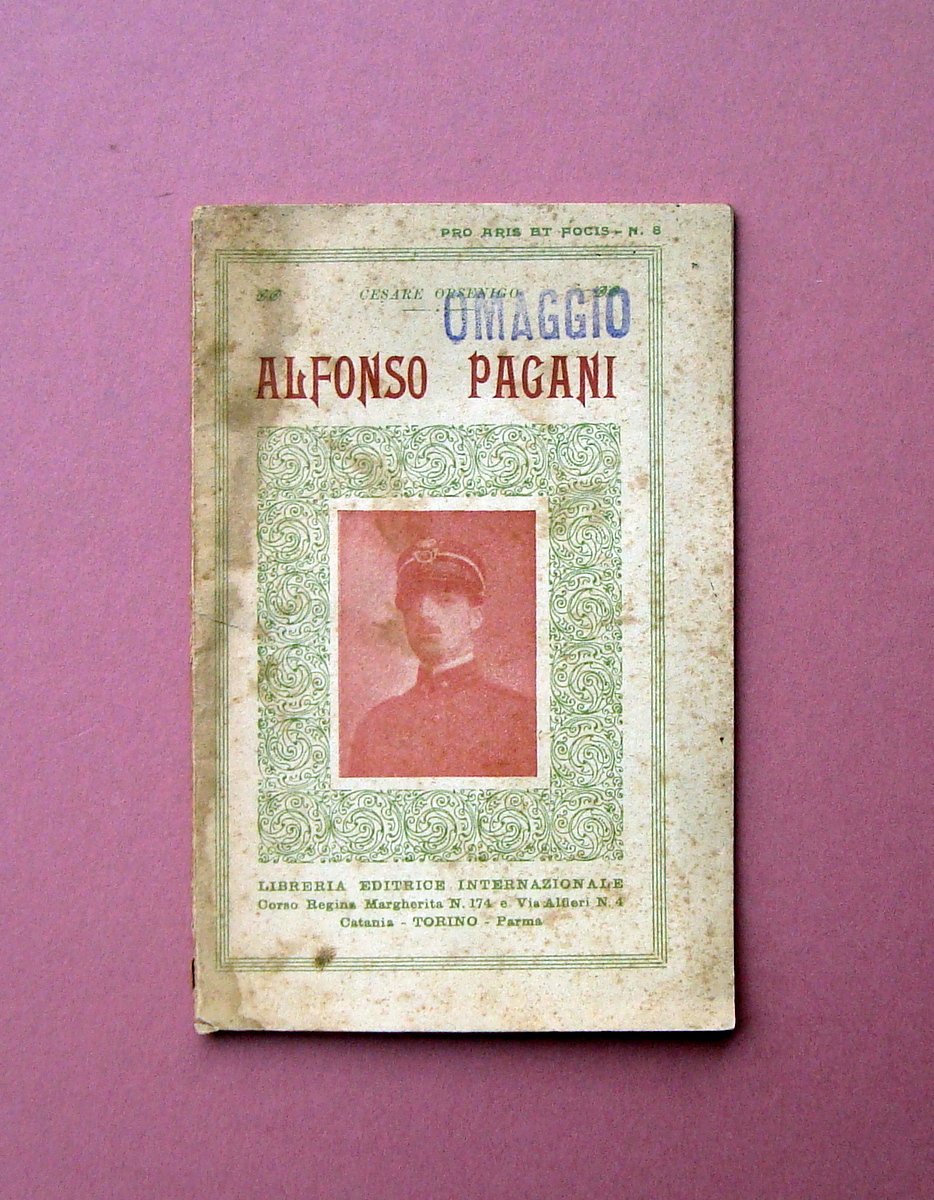 PRO ARIS ET FOCIS - N. 8
CESARE ORSENIGO
OMAGGIO
ALFONSO PAGANI
LIBRERIA EDITRICE INTERNAZIONALE
Corso Regina Margherita N. 174 e Via Alfieri N. 4
Catania - TORINO - Parma